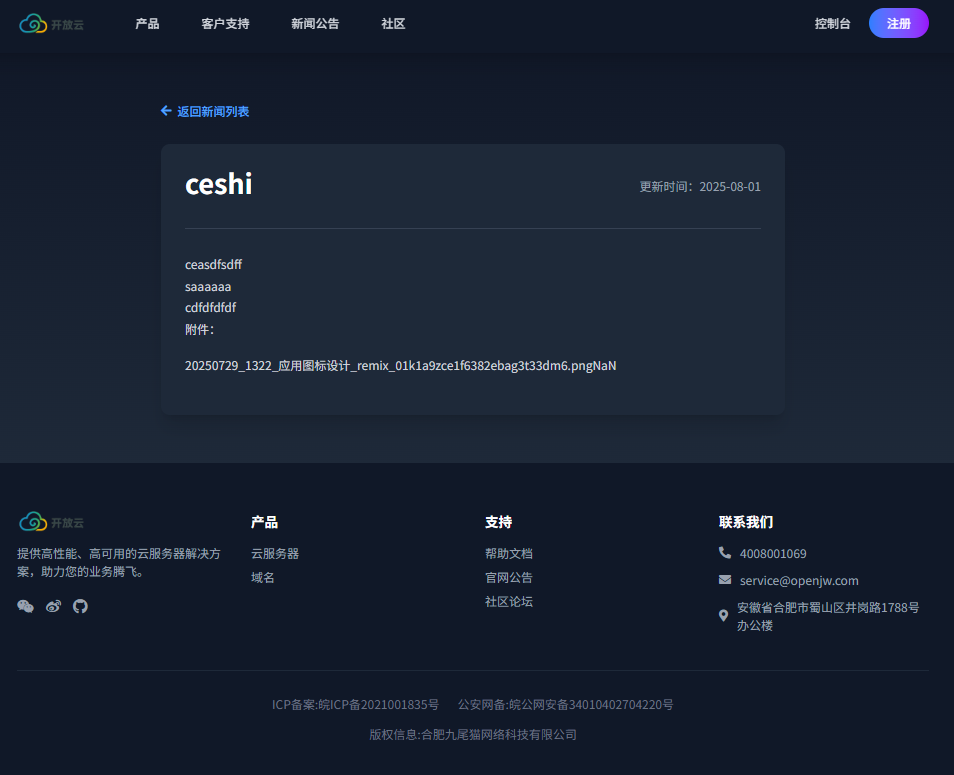 开放云
产品
客户支持
新闻公告
社区
控制台
注册
返回新闻列表
ceshi
更新时间：2025-08-01
ceasdfsdff
saaaaaa
cdfdfdfdf
附件：
20250729_1322_应用图标设计_remix_01k1a9zce1f6382ebag3t33dm6.pngNaN
开放云
提供高性能、高可用的云服务器解决方
案，助力您的业务腾飞。
产品
云服务器
域名
支持
帮助文档
官网公告
社区论坛
联系我们
4008001069
service@openjw.com
安徽省合肥市蜀山区井岗路1788号
办公楼
ICP备案:皖ICP备2021001835号
公安网备:皖公网安备34010402704220号
版权信息:合肥九尾猫网络科技有限公司